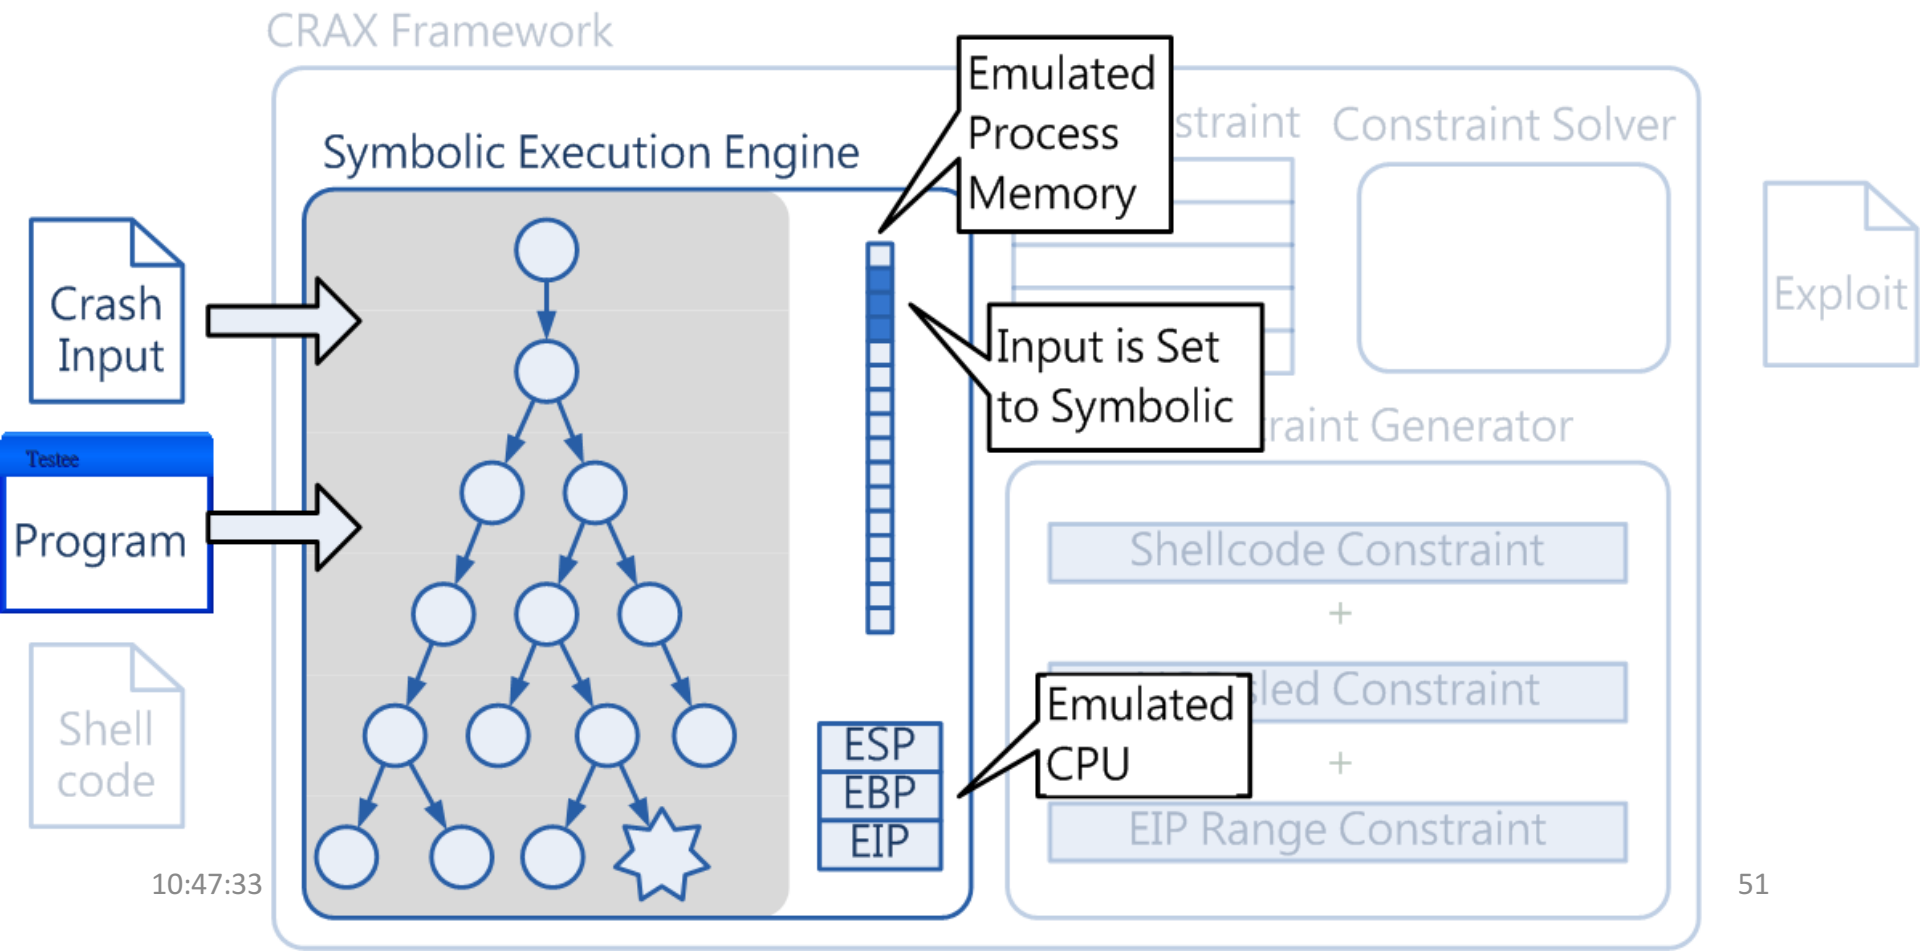 CRAX Framework
Symbolic Execution Engine
Emulated
Process
Memory
straint
Constraint Solver
Crash
Input
Input is Set
to Symbolic
Exploit
Testee
Program
raint Generator
Shellcode Constraint
+
sled Constraint
+
EIP Range Constraint
Emulated
CPU
Shell
code
ESP
EBP
EIP
10:47:33
51